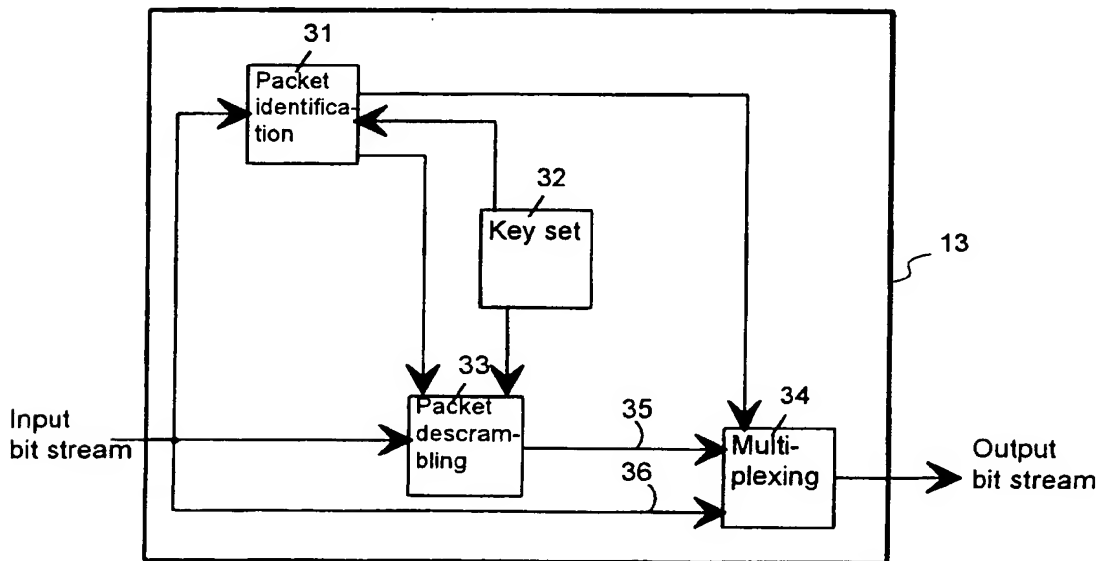 31
Packet
identifica-
tion
32
Key set
13
33
Packet
descram-
bling
35
34
Multi-
plexing
36
Input
bit stream
Output
bit stream